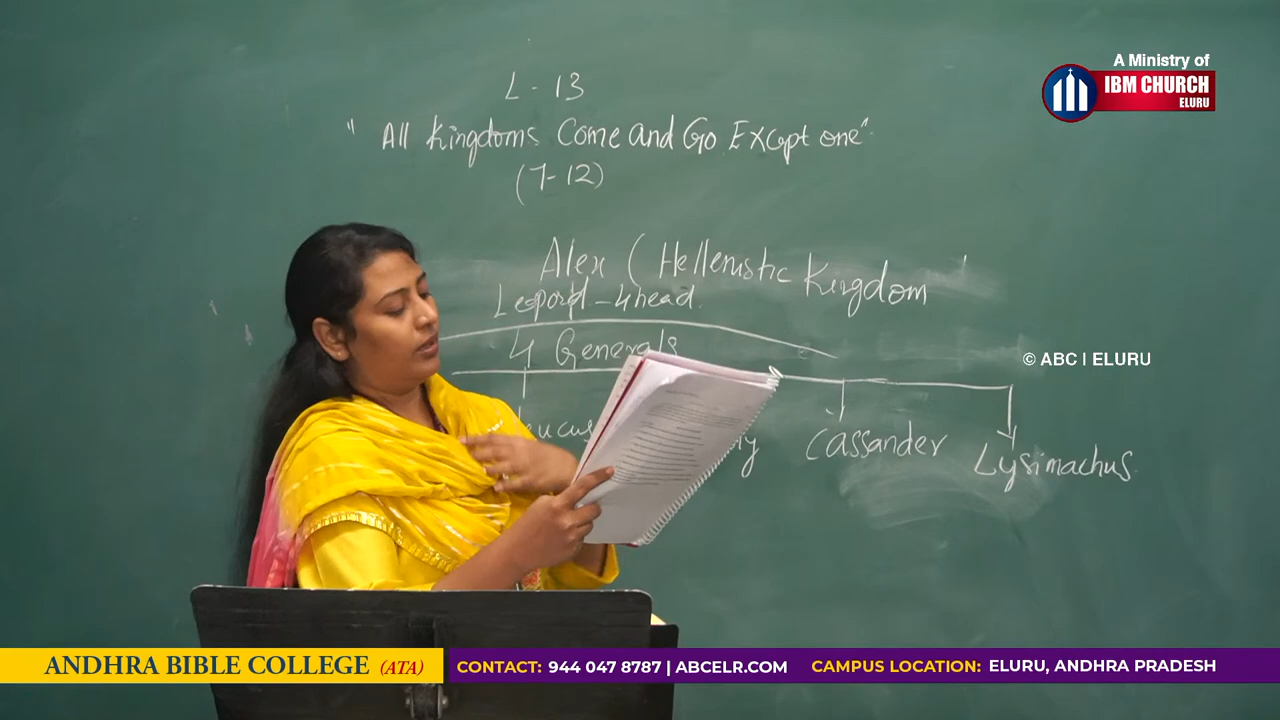 A Ministry of
IBM CHURCH
ELURU
L - 13
" All Kingdoms Come and Go Except one"
(7-12)
Alex ( Hellenistic Kingdom
Leopard - 4 head.
4 Generals
Cassander
Lysimachus.
© ABC | ELURU
ANDHRA BIBLE COLLEGE (ATA)
CONTACT: 944 047 8787 | ABCELR.COM
CAMPUS LOCATION: ELURU, ANDHRA PRADESH